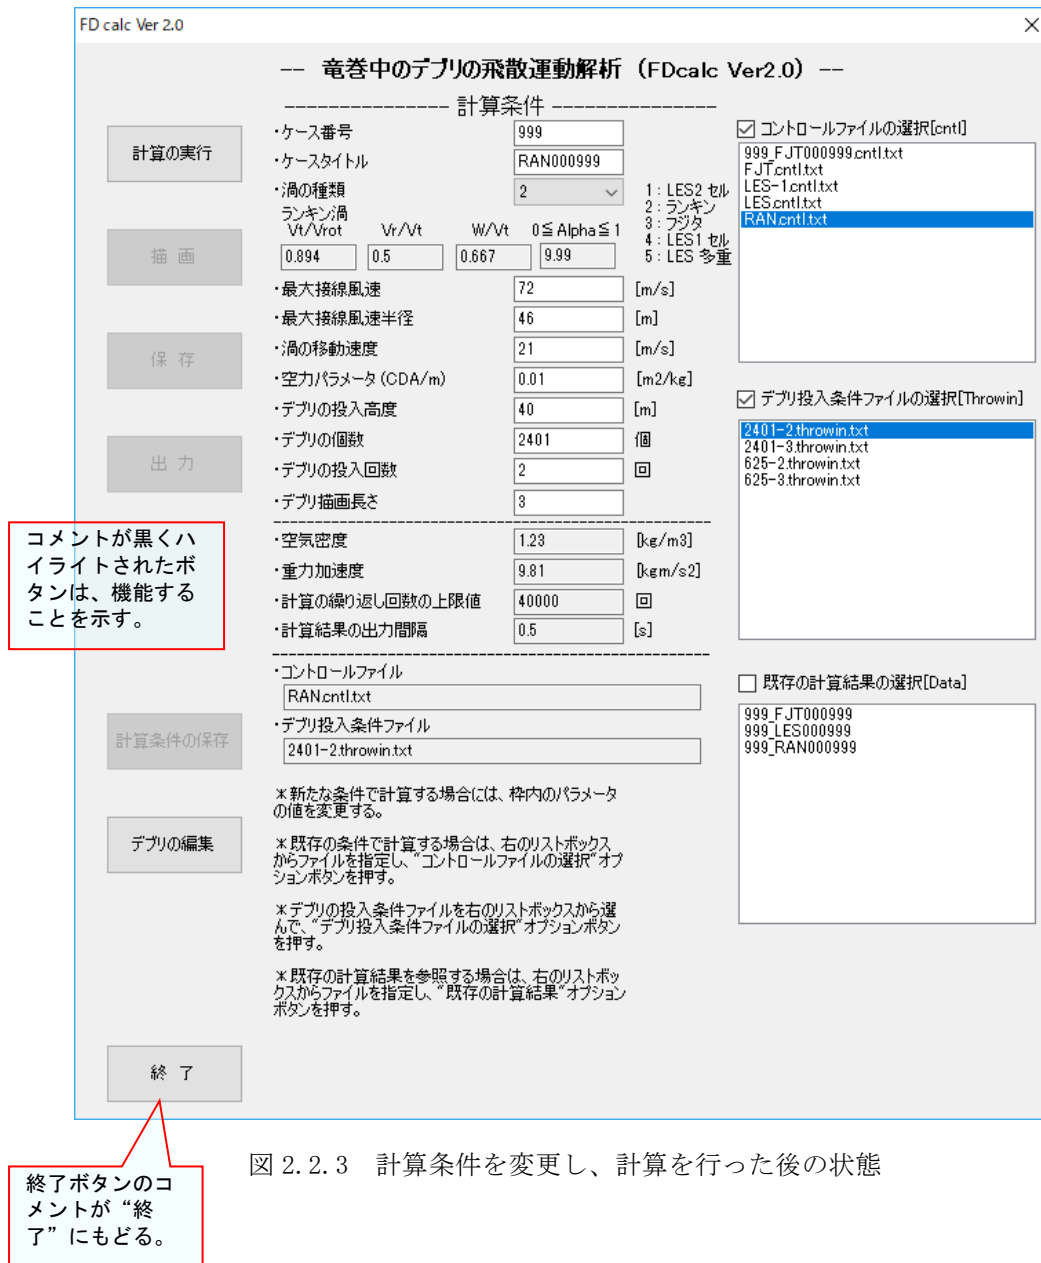 FD calc Ver 2.0
-- 竜巻中のデブリの飛散運動解析（FDcalc Ver2.0）--
--------------- 計算条件 ---------------
計算の実行
描 画
保 存
出 力
計算条件の保存
デブリの編集
終 了
・ケース番号 999
・ケースタイトル RAN000999
・渦の種類 2
1 : LES2 セル
2 : ランキン
3 : フジタ
4 : LES1 セル
5 : LES 多重
ランキン渦
Vt/Vrot Vr/Vt W/Vt 0≦Alpha≦1
0.894 0.5 0.667 9.99
・最大接線風速 72 [m/s]
・最大接線風速半径 46 [m]
・渦の移動速度 21 [m/s]
・空力パラメータ(CDA/m) 0.01 [m2/kg]
・デブリの投入高度 40 [m]
・デブリの個数 2401 個
・デブリの投入回数 2 回
・デブリ描画長さ 3
・空気密度 1.23 [kg/m3]
・重力加速度 9.81 [kgm/s2]
・計算の繰り返し回数の上限値 40000 回
・計算結果の出力間隔 0.5 [s]
・コントロールファイル
RAN.cntl.txt
・デブリ投入条件ファイル
2401-2.throwin.txt
＊新たな条件で計算する場合には、枠内のパラメータ
の値を変更する。
＊既存の条件で計算する場合は、右のリストボックス
からファイルを指定し、“コントロールファイルの選択”オプ
ションボタンを押す。
＊デブリの投入条件ファイルを右のリストボックスから選
んで、“デブリ投入条件ファイルの選択”オプションボタン
を押す。
＊既存の計算結果を参照する場合は、右のリストボッ
クスからファイルを指定し、“既存の計算結果”オプション
ボタンを押す。
コントロールファイルの選択[cntl]
999_FJT000999.cntl.txt
FJT.cntl.txt
LES-1.cntl.txt
LES.cntl.txt
RAN.cntl.txt
デブリ投入条件ファイルの選択[Throwin]
2401-2.throwin.txt
2401-3.throwin.txt
625-2.throwin.txt
625-3.throwin.txt
既存の計算結果の選択[Data]
999_FJT000999
999_LES000999
999_RAN000999
コメントが黒くハ
イライトされたボ
タンは、機能する
ことを示す。
終了ボタンのコ
メントが“終
了”にもどる。
図 2.2.3　計算条件を変更し、計算を行った後の状態